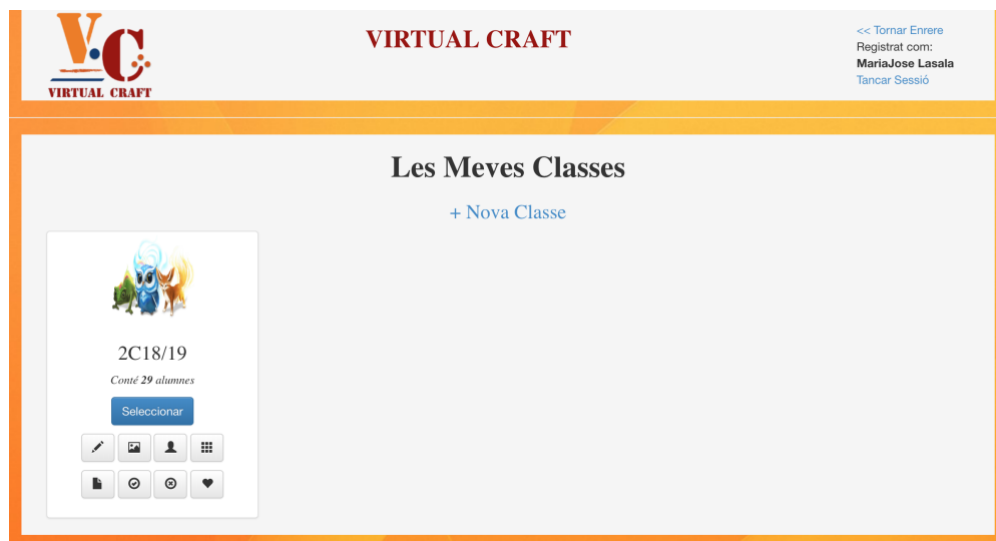 V.C
VIRTUAL CRAFT
VIRTUAL CRAFT
<< Tornar Enrere
Registrat com:
MariaJose Lasala
Tancar Sessió
Les Meves Classes
+ Nova Classe
2C18/19
Conté 29 alumnes
Seleccionar